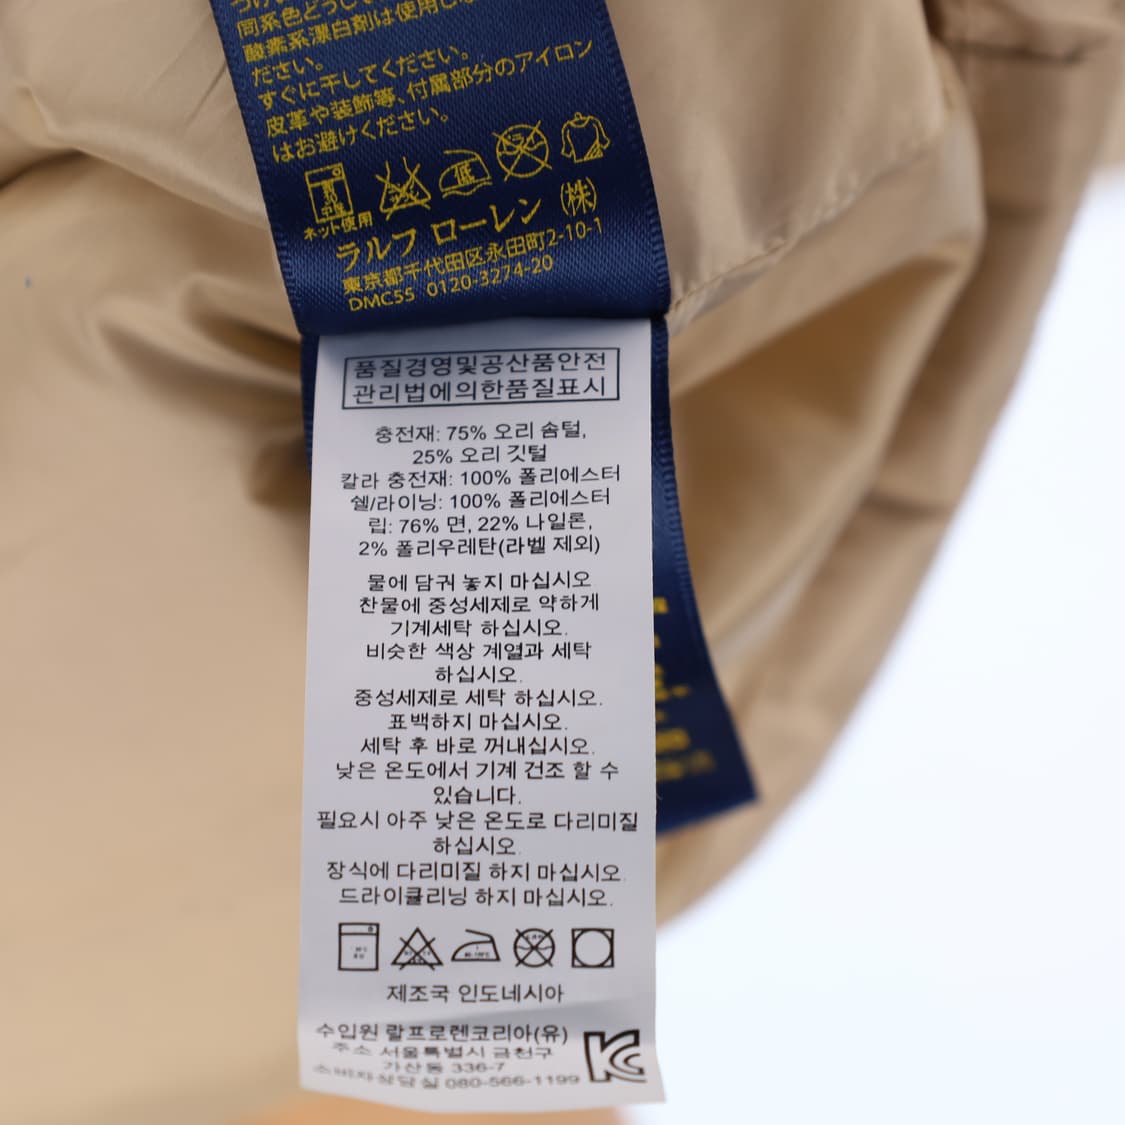 同系色どうしで
酸素系漂白剤は使用し
ださい。
すぐに干してください。
皮革や装飾等、付属部分のアイロン
はお避けください。
低
ネット使用
ラルフ ローレン (株)
東京都千代田区永田町2-10-1
DMC55 0120-3274-20
품질경영및공산품안전
관리법에의한품질표시
충전재: 75% 오리 솜털,
25% 오리 깃털
칼라 충전재: 100% 폴리에스터
쉘/라이닝: 100% 폴리에스터
립: 76% 면, 22% 나일론,
2% 폴리우레탄(라벨 제외)
물에 담궈 놓지 마십시오
찬물에 중성세제로 약하게
기계세탁 하십시오.
비슷한 색상 계열과 세탁
하십시오.
중성세제로 세탁 하십시오.
표백하지 마십시오.
세탁 후 바로 꺼내십시오.
낮은 온도에서 기계 건조 할 수
있습니다.
필요시 아주 낮은 온도로 다리미질
하십시오.
장식에 다리미질 하지 마십시오.
드라이클리닝 하지 마십시오.
제조국 인도네시아
수입원 랄프로렌코리아(유)
주소 서울특별시 금천구
가산동 336-7
소비자상담실 080-566-1199